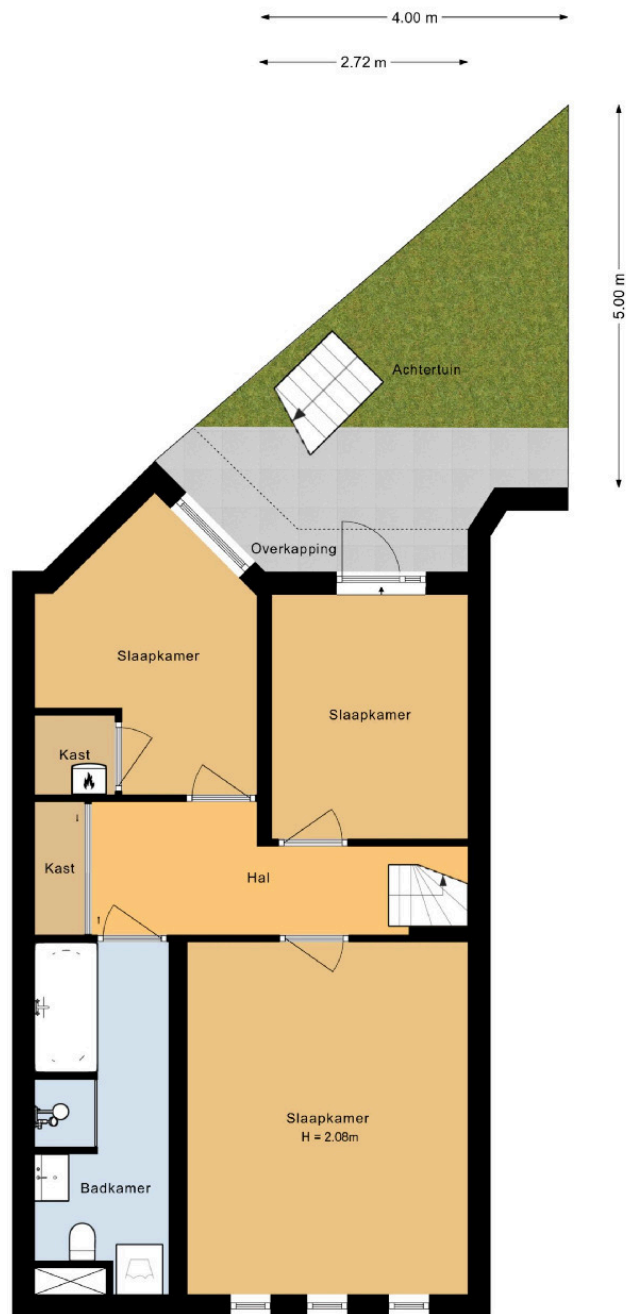 4.00 m
2.72 m
5.00 m
Achtertuin
Overkapping
Slaapkamer
Slaapkamer
Kast
Kast
Hal
Slaapkamer
H = 2.08m
Badkamer